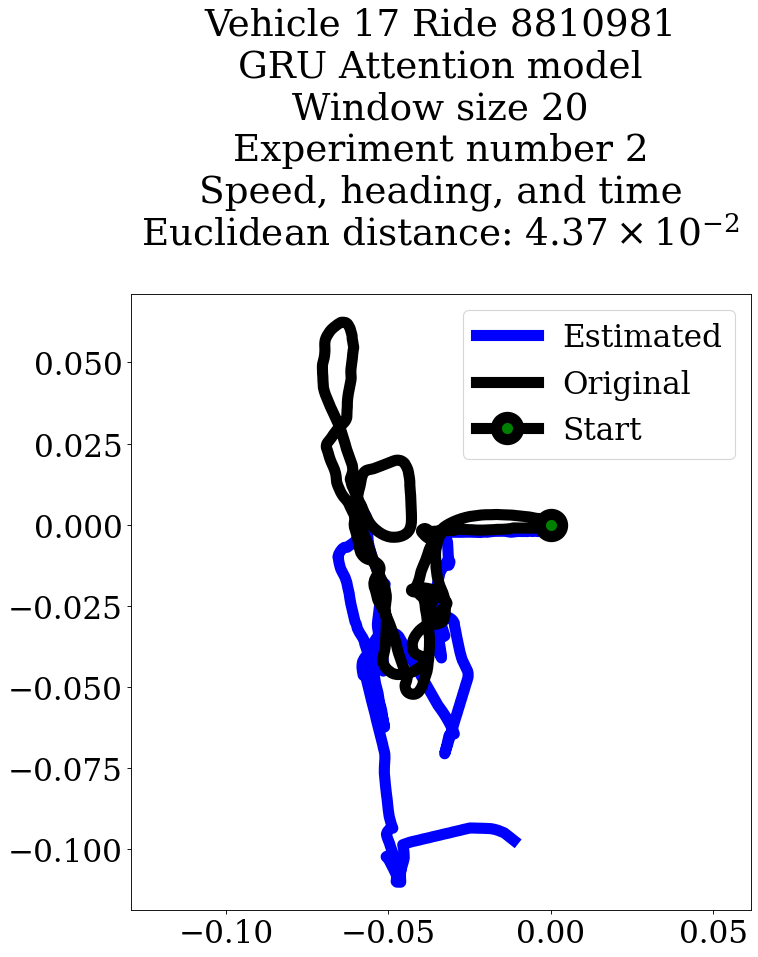 Vehicle 17 Ride 8810981
GRU Attention model
Window size 20
Experiment number 2
Speed, heading, and time
Euclidean distance: 4.37 × 10⁻²
Estimated
Original
Start
0.050
0.025
0.000
−0.025
−0.050
−0.075
−0.100
−0.10
−0.05
0.00
0.05